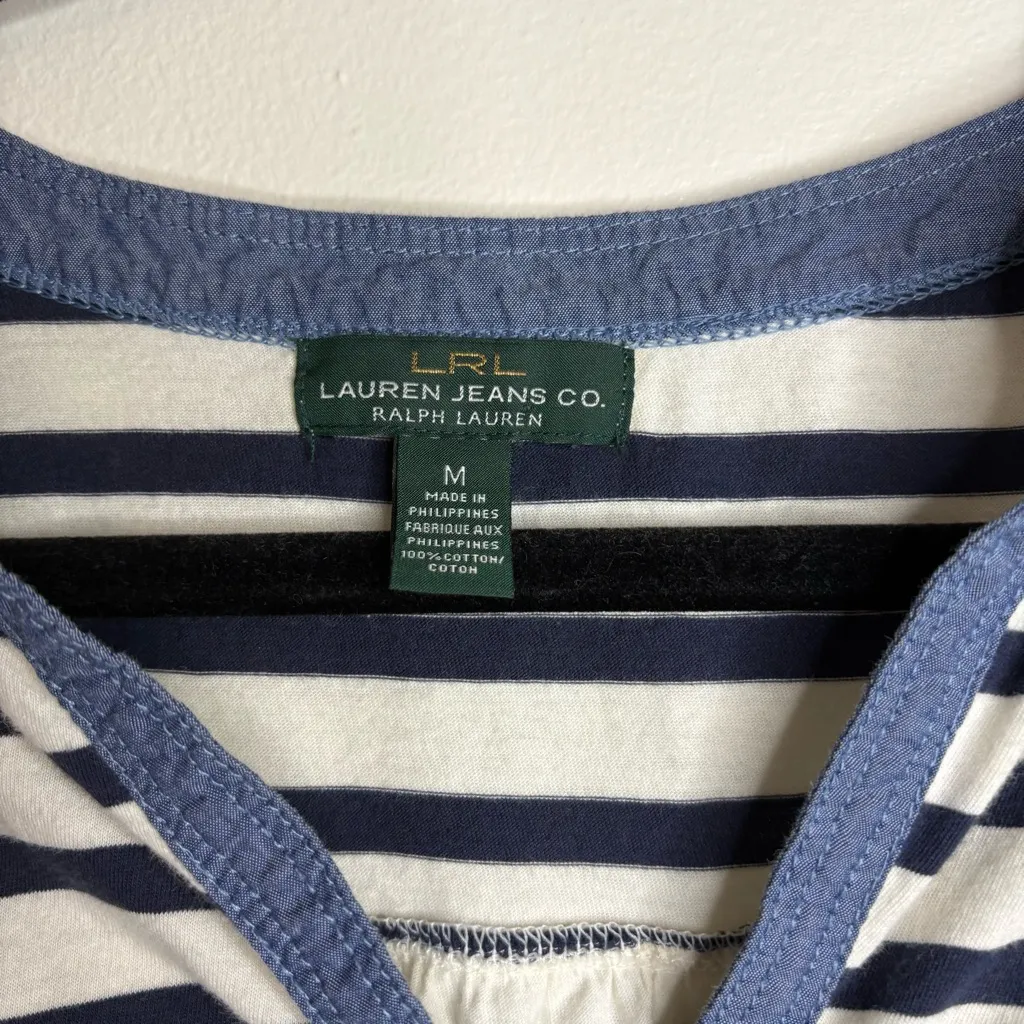 LRL
LAUREN JEANS CO.
RALPH LAUREN
M
MADE IN
PHILIPPINES
FABRIQUE AUX
PHILIPPINES
100% COTTON/
COTON